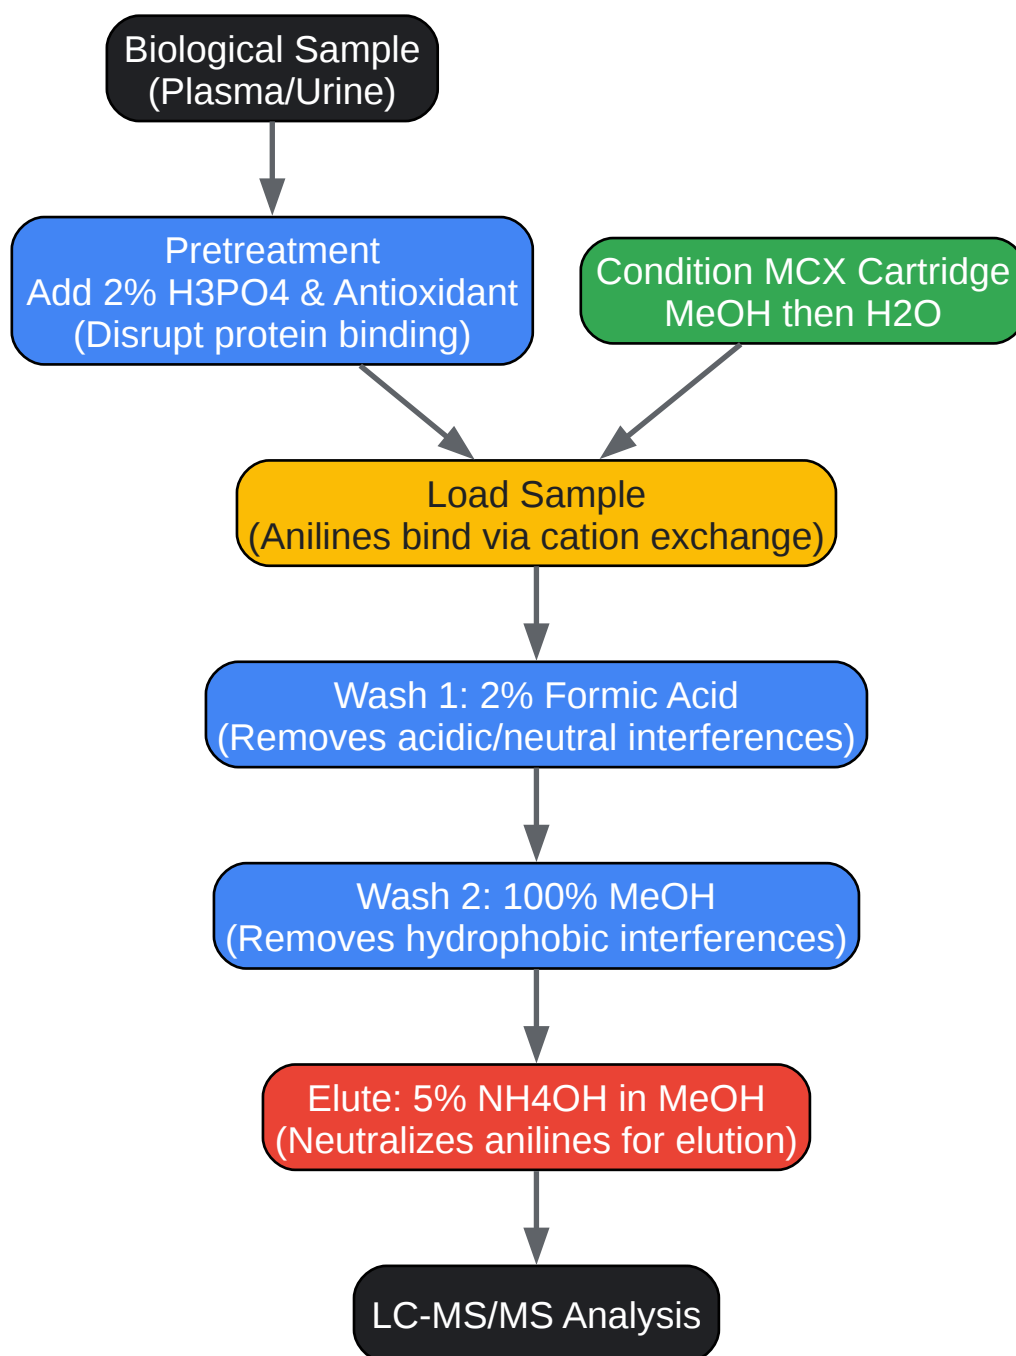 Biological Sample
(Plasma/Urine)
Pretreatment
Add 2% H3PO4 & Antioxidant
(Disrupt protein binding)
Condition MCX Cartridge
MeOH then H2O
Load Sample
(Anilines bind via cation exchange)
Wash 1: 2% Formic Acid
(Removes acidic/neutral interferences)
Wash 2: 100% MeOH
(Removes hydrophobic interferences)
Elute: 5% NH4OH in MeOH
(Neutralizes anilines for elution)
LC-MS/MS Analysis